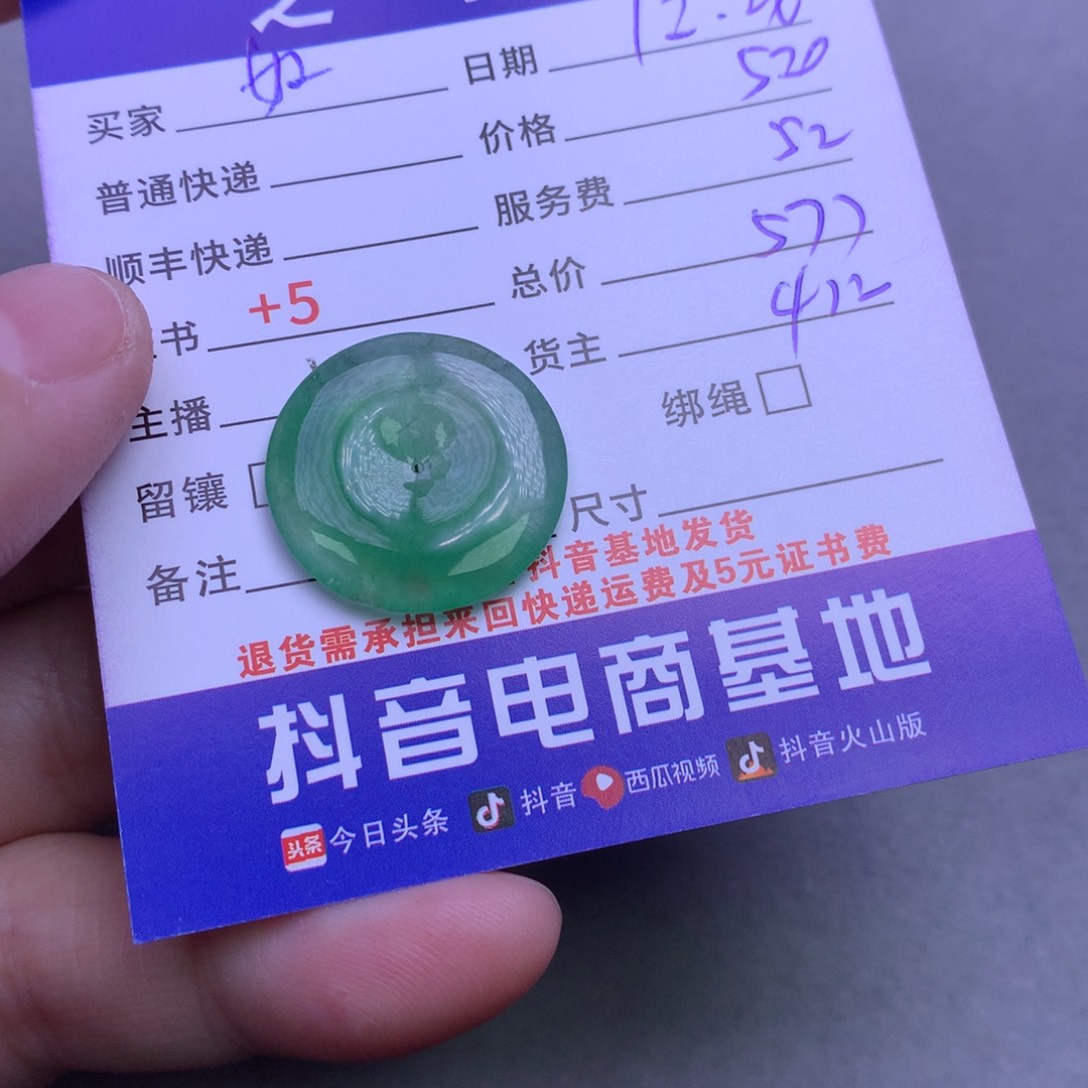 买家 日期
普通快递 价格 520
顺丰快递 服务费 52
书 +5 总价 577
主播 货主 412
留镶 绑绳
备注 尺寸
抖音基地发货
退货需承担来回快递运费及5元证书费
抖音电商基地
头条 今日头条 抖音 西瓜视频 抖音火山版